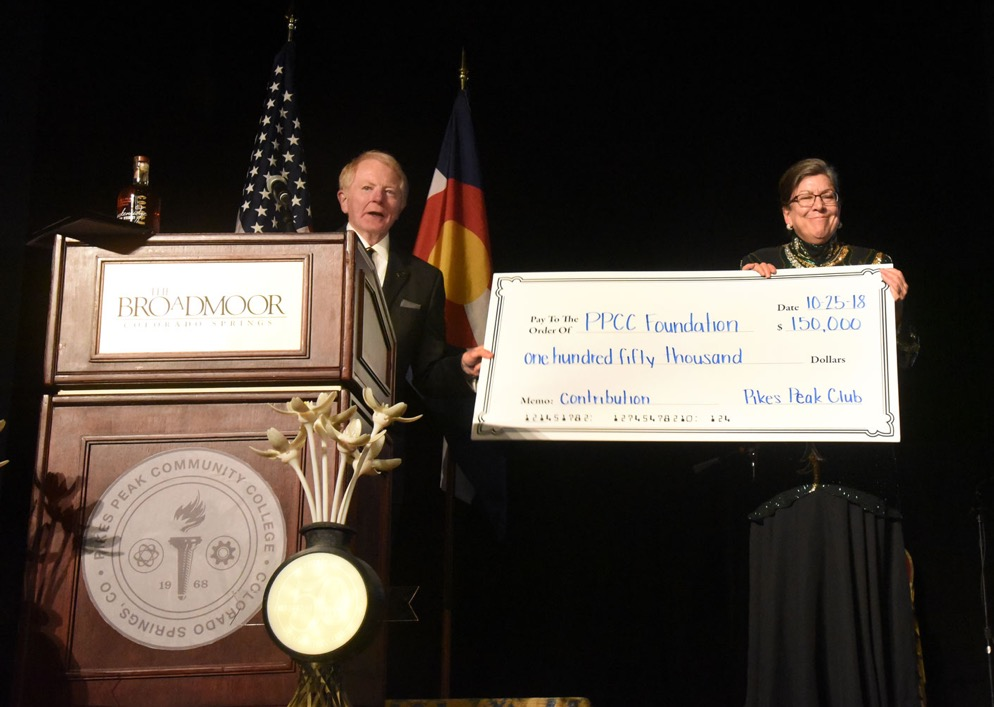 THE
BROADMOOR
COLORADO SPRINGS
PIKES PEAK COMMUNITY COLLEGE
COLORADO SPRINGS, CO
1968
Date 10-25-18
Pay To The
Order Of PPCC Foundation $ 150,000
one hundred fifty thousand Dollars
Memo: Contribution Pikes Peak Club